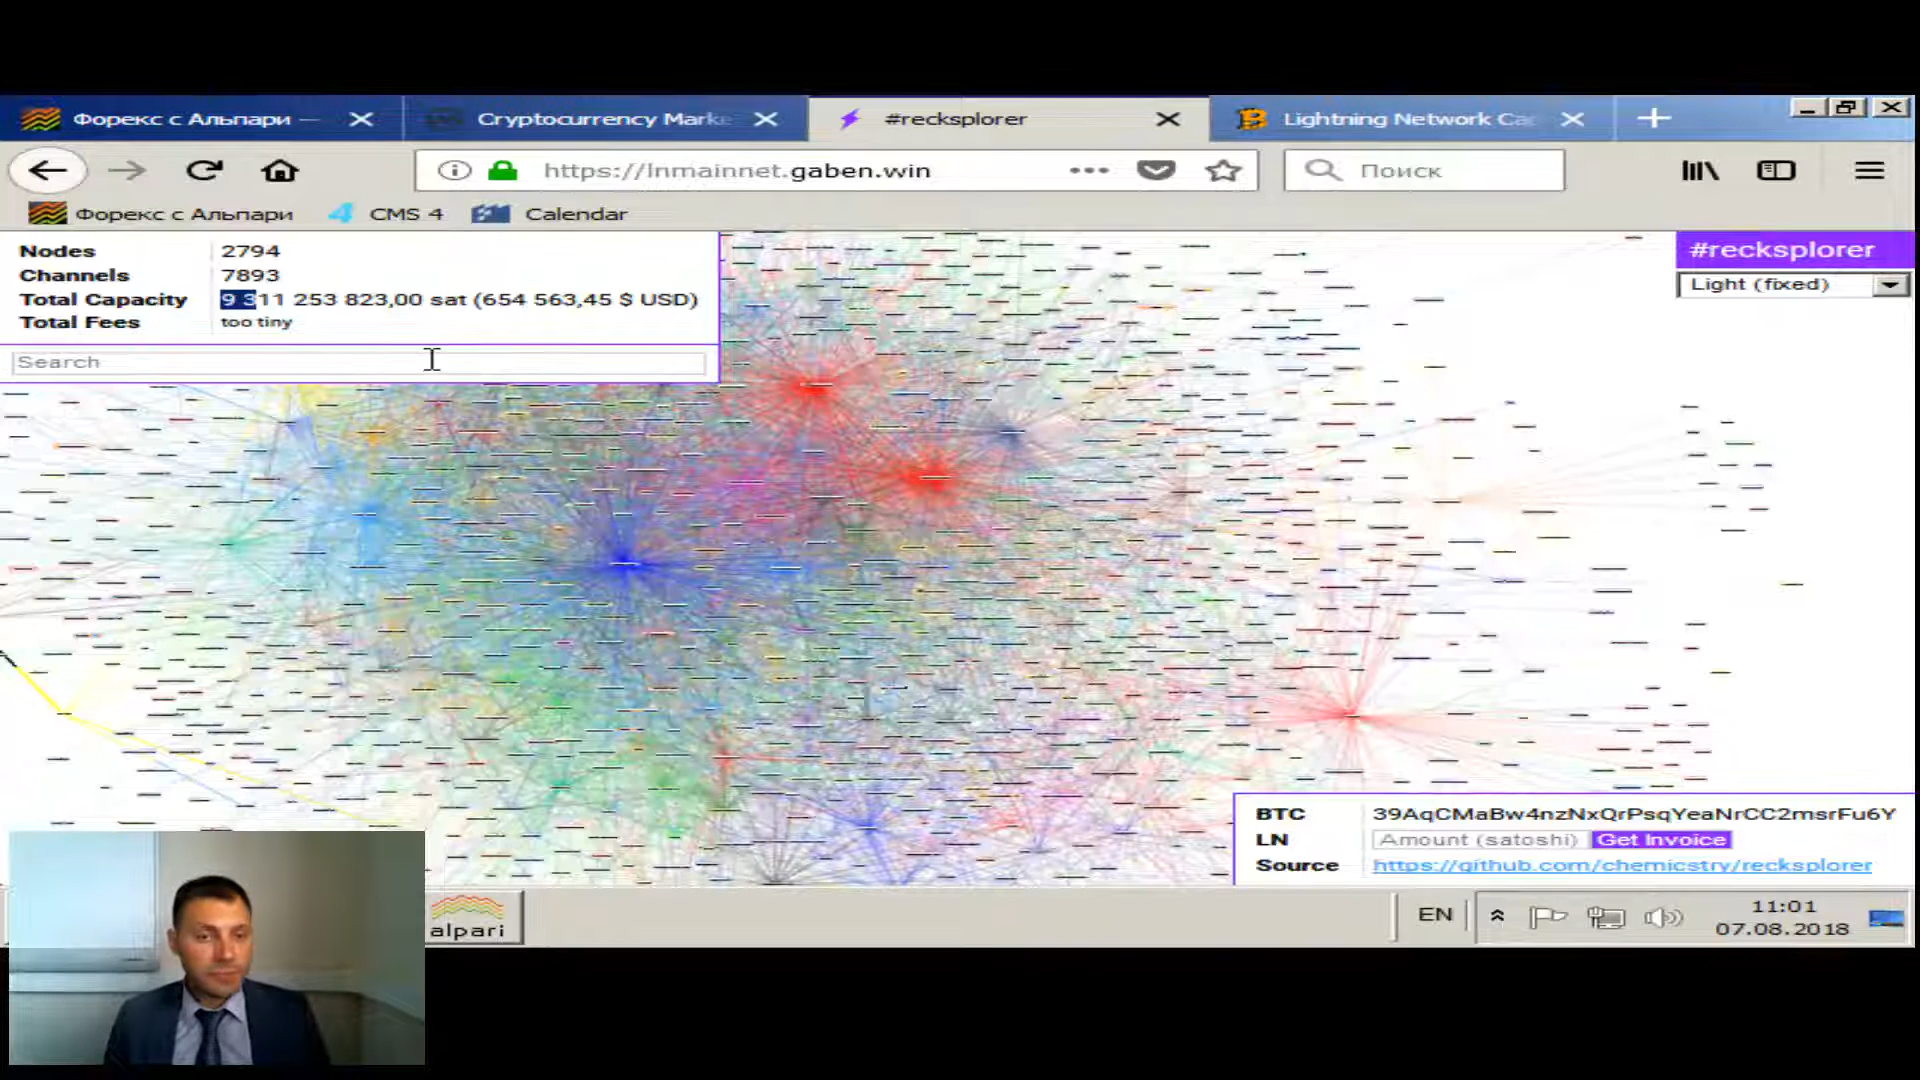 Форекс с Альпари —
Cryptocurrency Marke
#recksplorer
Lightning Network Ca
https://lnmainnet.gaben.win
Поиск
Форекс с Альпари
CMS 4
Calendar
Nodes 2794
Channels 7893
Total Capacity 9 311 253 823,00 sat (654 563,45 $ USD)
Total Fees too tiny
Search
#recksplorer
Light (fixed)
BTC 39AqCMaBw4nzNxQrPsqYeaNrCC2msrFu6Y
LN Amount (satoshi) Get Invoice
Source https://github.com/chemicstry/recksplorer
alpari
EN
11:01
07.08.2018